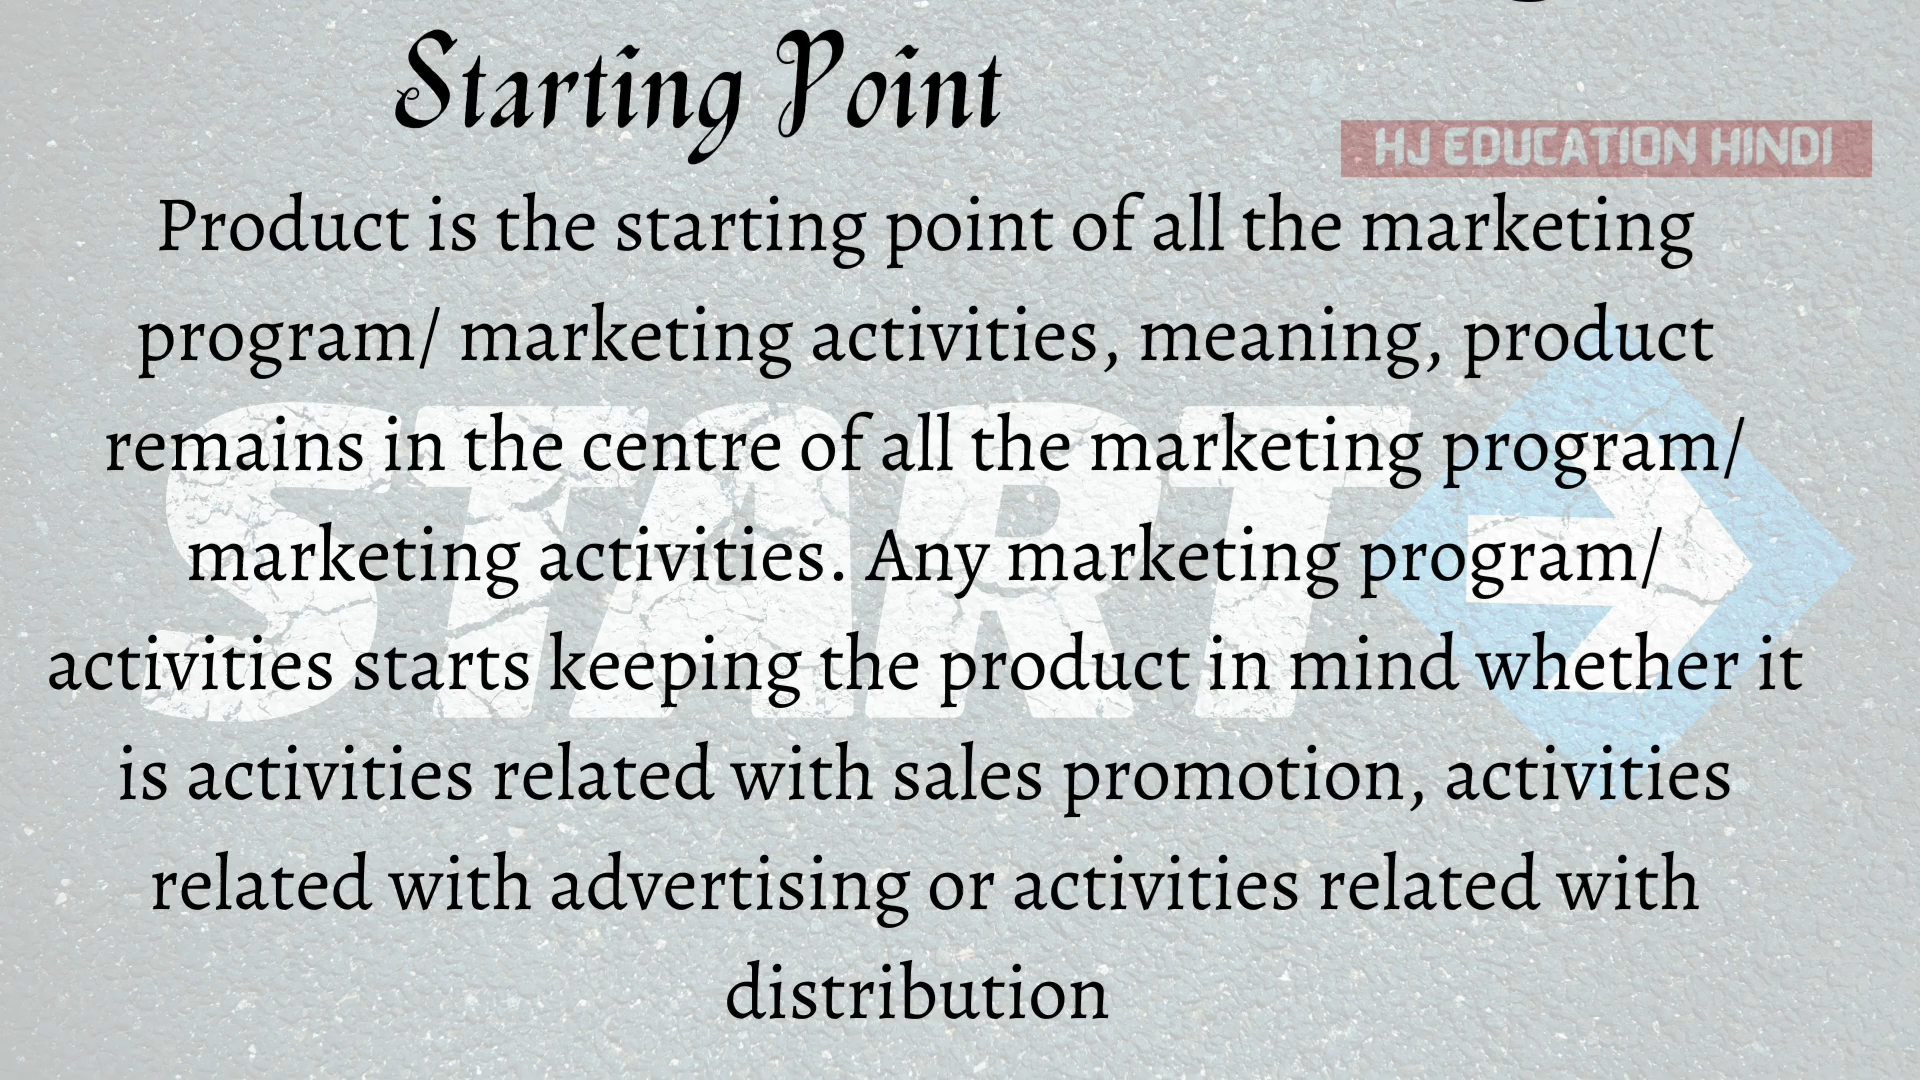 Starting Point
HJ EDUCATION HINDI
Product is the starting point of all the marketing
program/ marketing activities, meaning, product
remains in the centre of all the marketing program/
marketing activities. Any marketing program/
activities starts keeping the product in mind whether it
is activities related with sales promotion, activities
related with advertising or activities related with
distribution
START